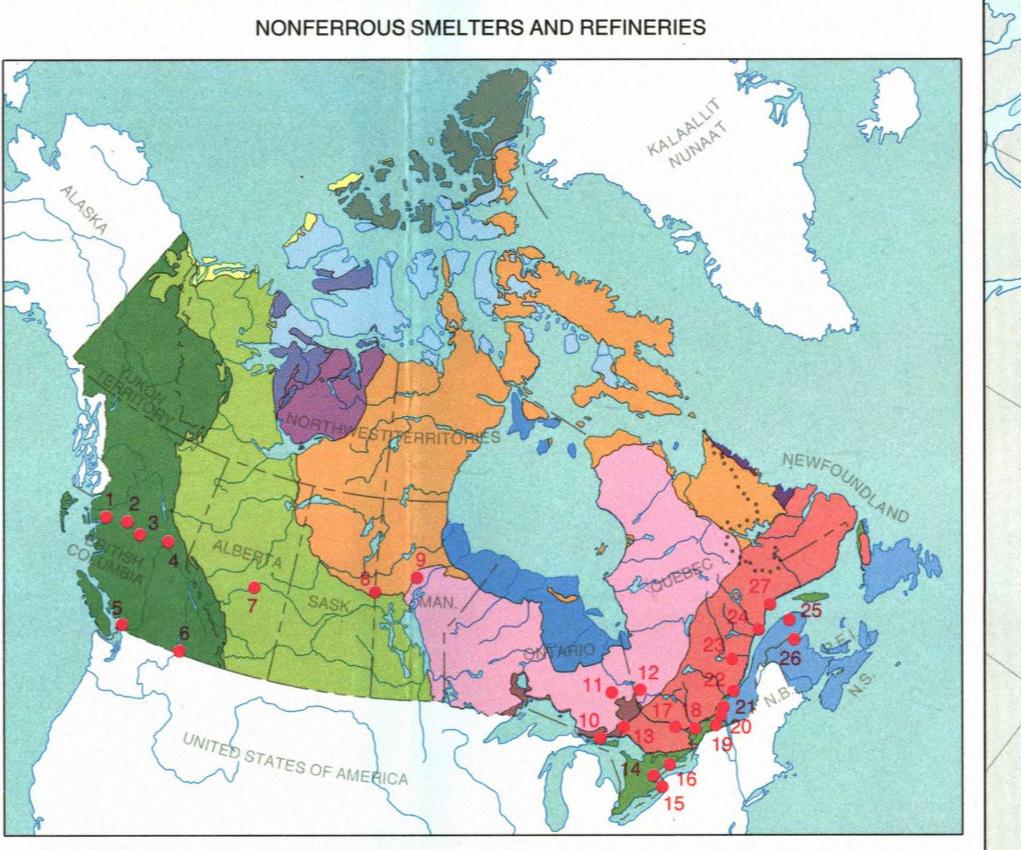 NONFERROUS SMELTERS AND REFINERIES
KALAALLIT
NUNAAT
ALASKA
YUKON
TERRITORY
NORTHWEST TERRITORIES
NEWFOUNDLAND
1
2
3
4
BRITISH
COLUMBIA
ALBERTA
SASK.
MAN.
QUEBEC
ONTARIO
5
6
7
8
9
27
24
25
26
P.E.I.
N.S.
N.B.
23
22
21
20
19
12
11
10
17
8
13
14
16
15
UNITED STATES OF AMERICA